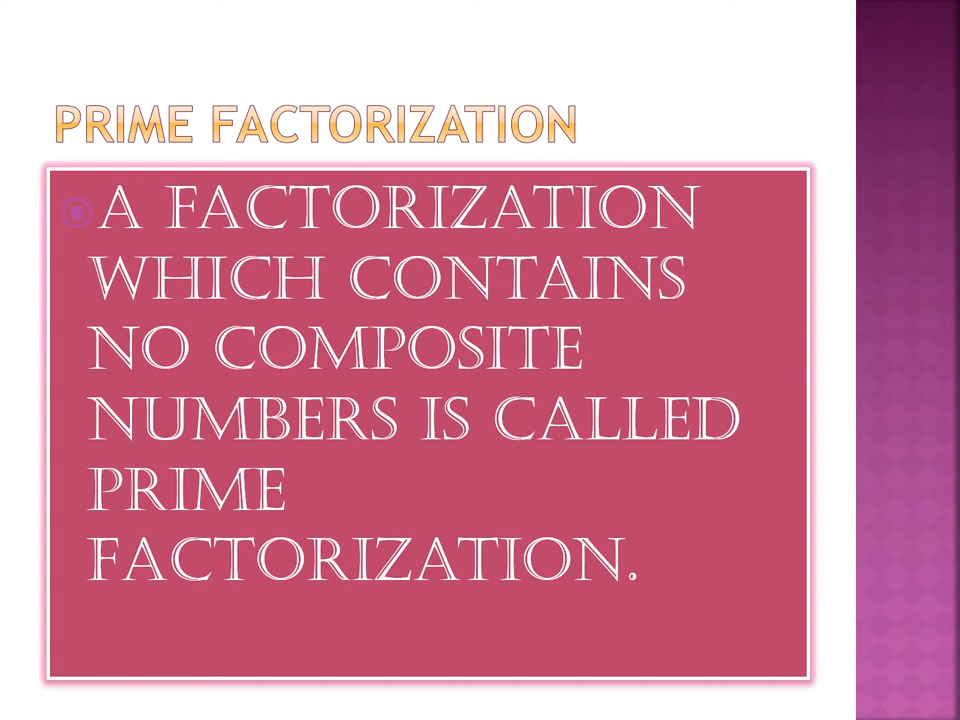 PRIME FACTORIZATION
A FACTORIZATION
WHICH CONTAINS
NO COMPOSITE
NUMBERS IS CALLED
PRIME
FACTORIZATION.